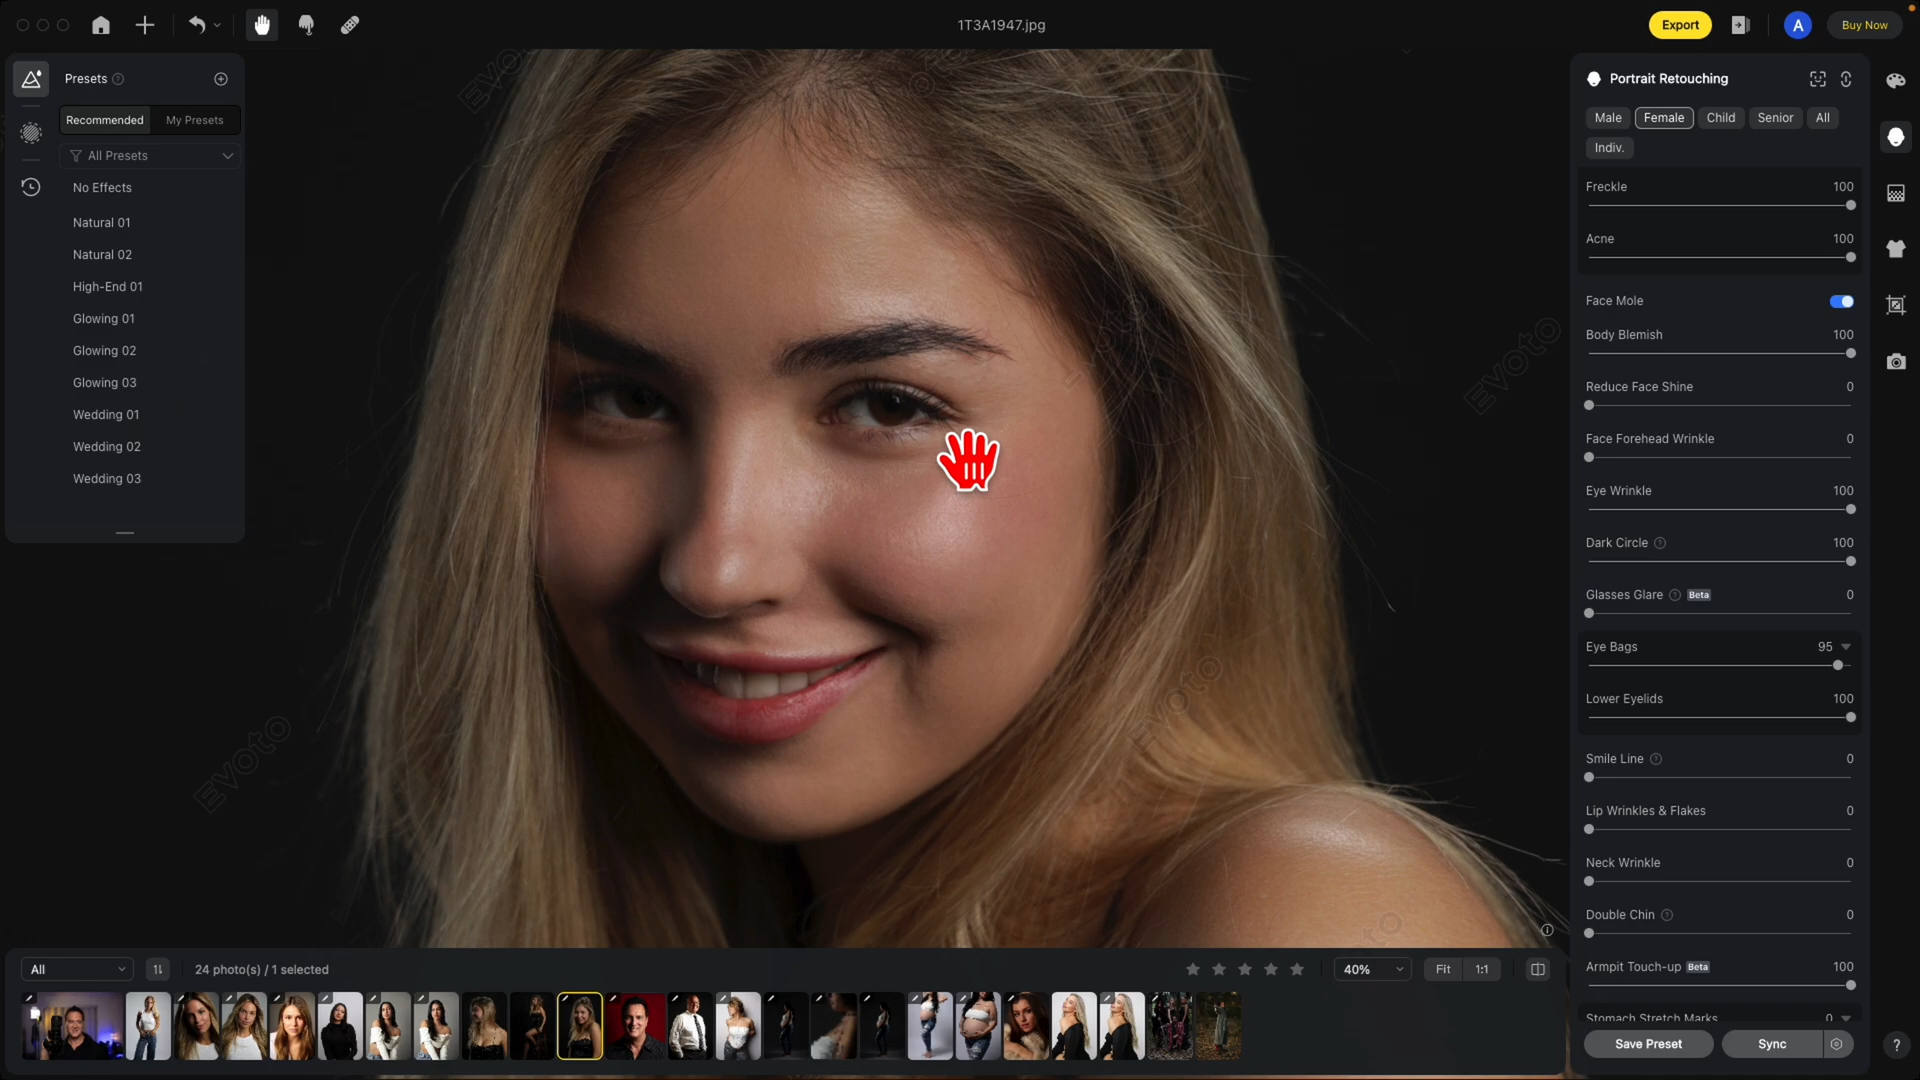 1T3A1947.jpg
Export
A
Buy Now
Presets
Recommended
My Presets
All Presets
No Effects
Natural 01
Natural 02
High-End 01
Glowing 01
Glowing 02
Glowing 03
Wedding 01
Wedding 02
Wedding 03
Portrait Retouching
Male
Female
Child
Senior
All
Indiv.
Freckle 100
Acne 100
Face Mole
Body Blemish 100
Reduce Face Shine 0
Face Forehead Wrinkle 0
Eye Wrinkle 100
Dark Circle 100
Glasses Glare Beta 0
Eye Bags 95
Lower Eyelids 100
Smile Line 0
Lip Wrinkles & Flakes 0
Neck Wrinkle 0
Double Chin 0
Armpit Touch-up Beta 100
Stomach Stretch Marks 0
Save Preset
Sync
evoto
evoto
evoto
evoto
evoto
All
24 photo(s) / 1 selected
40%
Fit
1:1